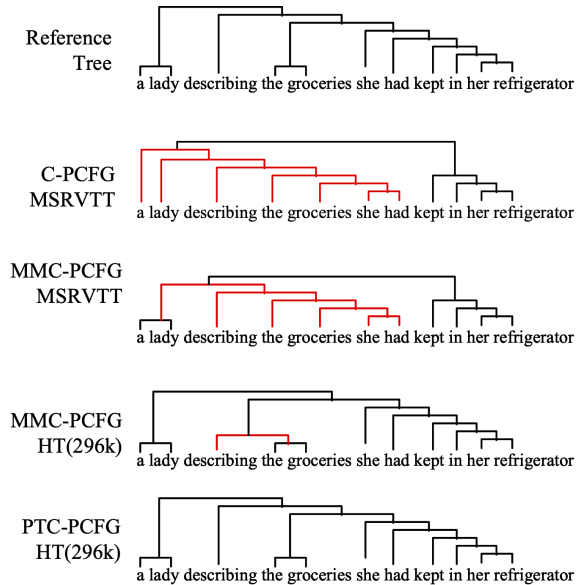 Reference
Tree
a lady describing the groceries she had kept in her refrigerator
C-PCFG
MSRVTT
a lady describing the groceries she had kept in her refrigerator
MMC-PCFG
MSRVTT
a lady describing the groceries she had kept in her refrigerator
MMC-PCFG
HT(296k)
a lady describing the groceries she had kept in her refrigerator
PTC-PCFG
HT(296k)
a lady describing the groceries she had kept in her refrigerator